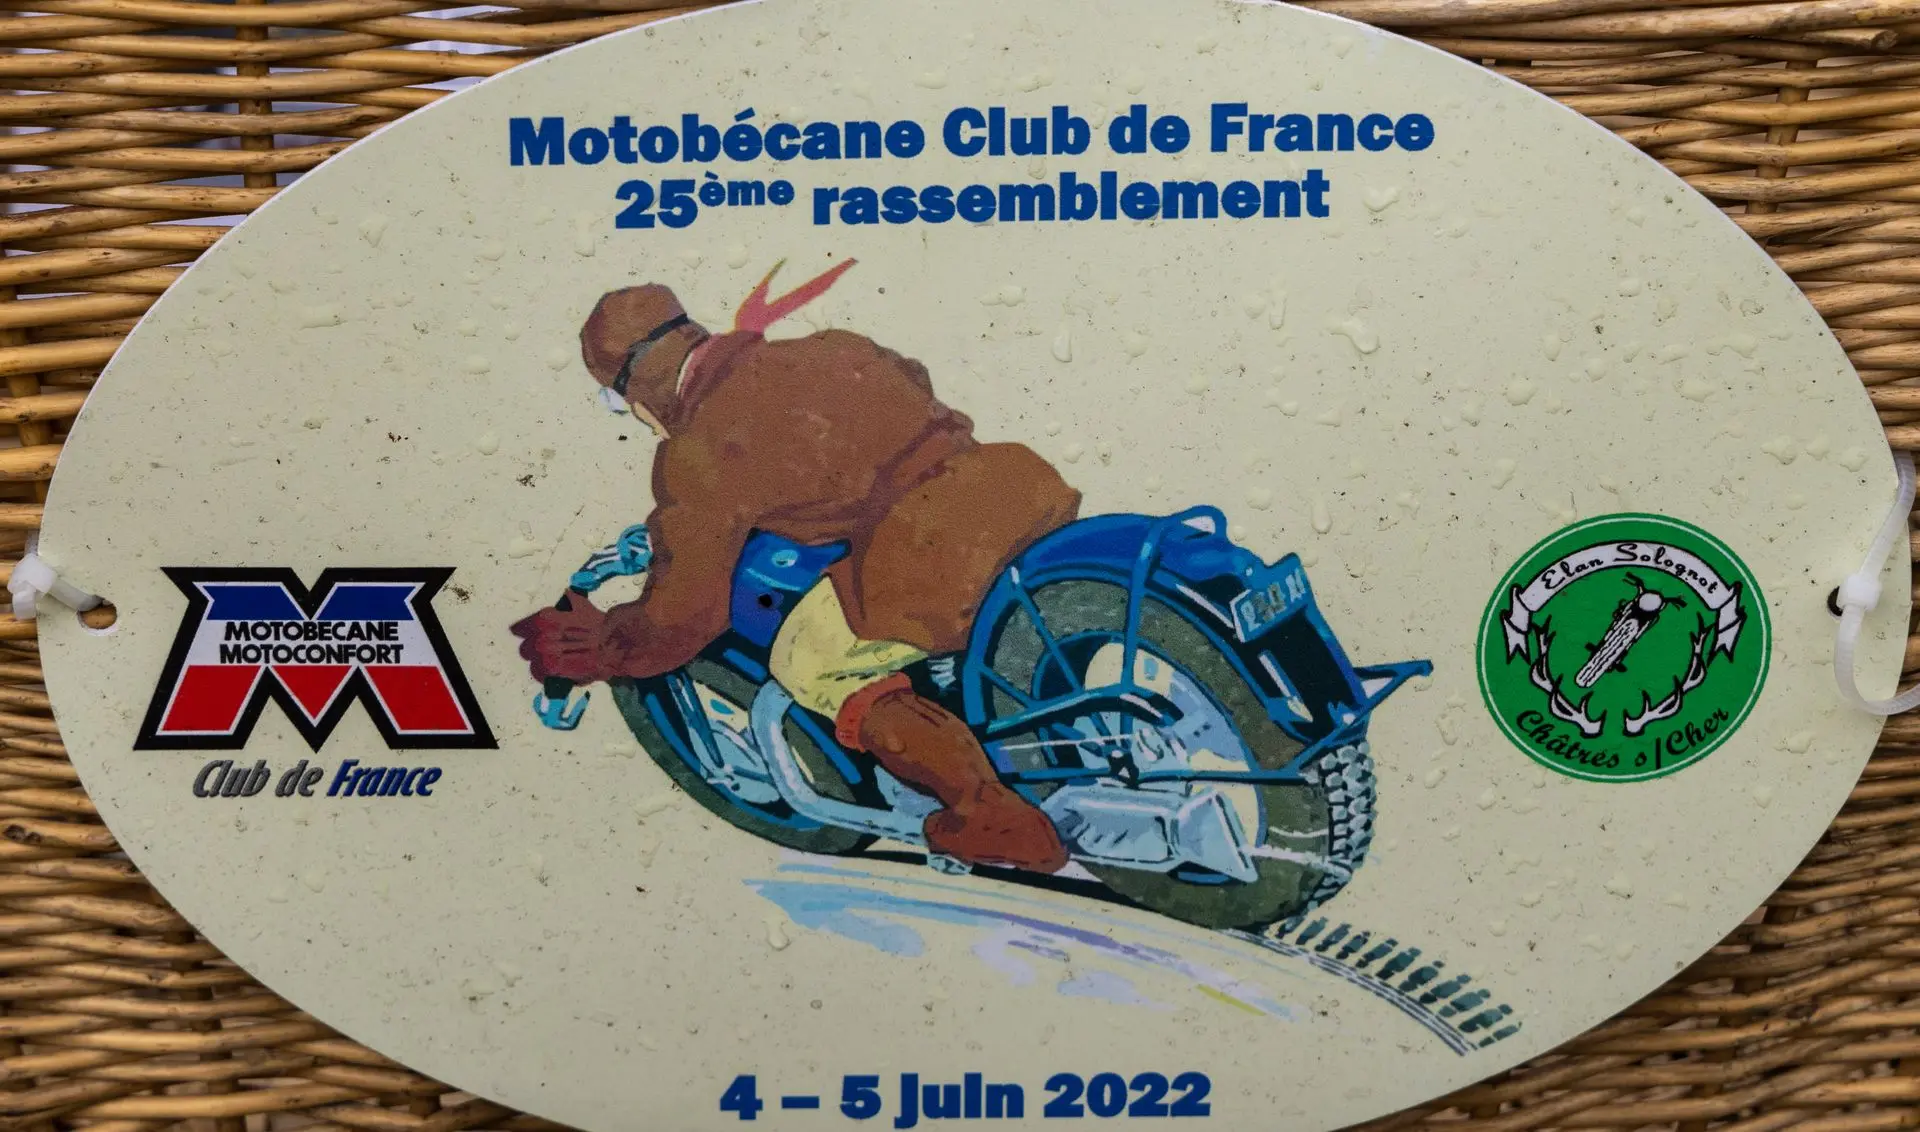 Motobécane Club de France
25ème rassemblement
MOTOBECANE
MOTOCONFORT
Club de France
Elan Solognot
Châtres s/Cher
4 – 5 Juin 2022